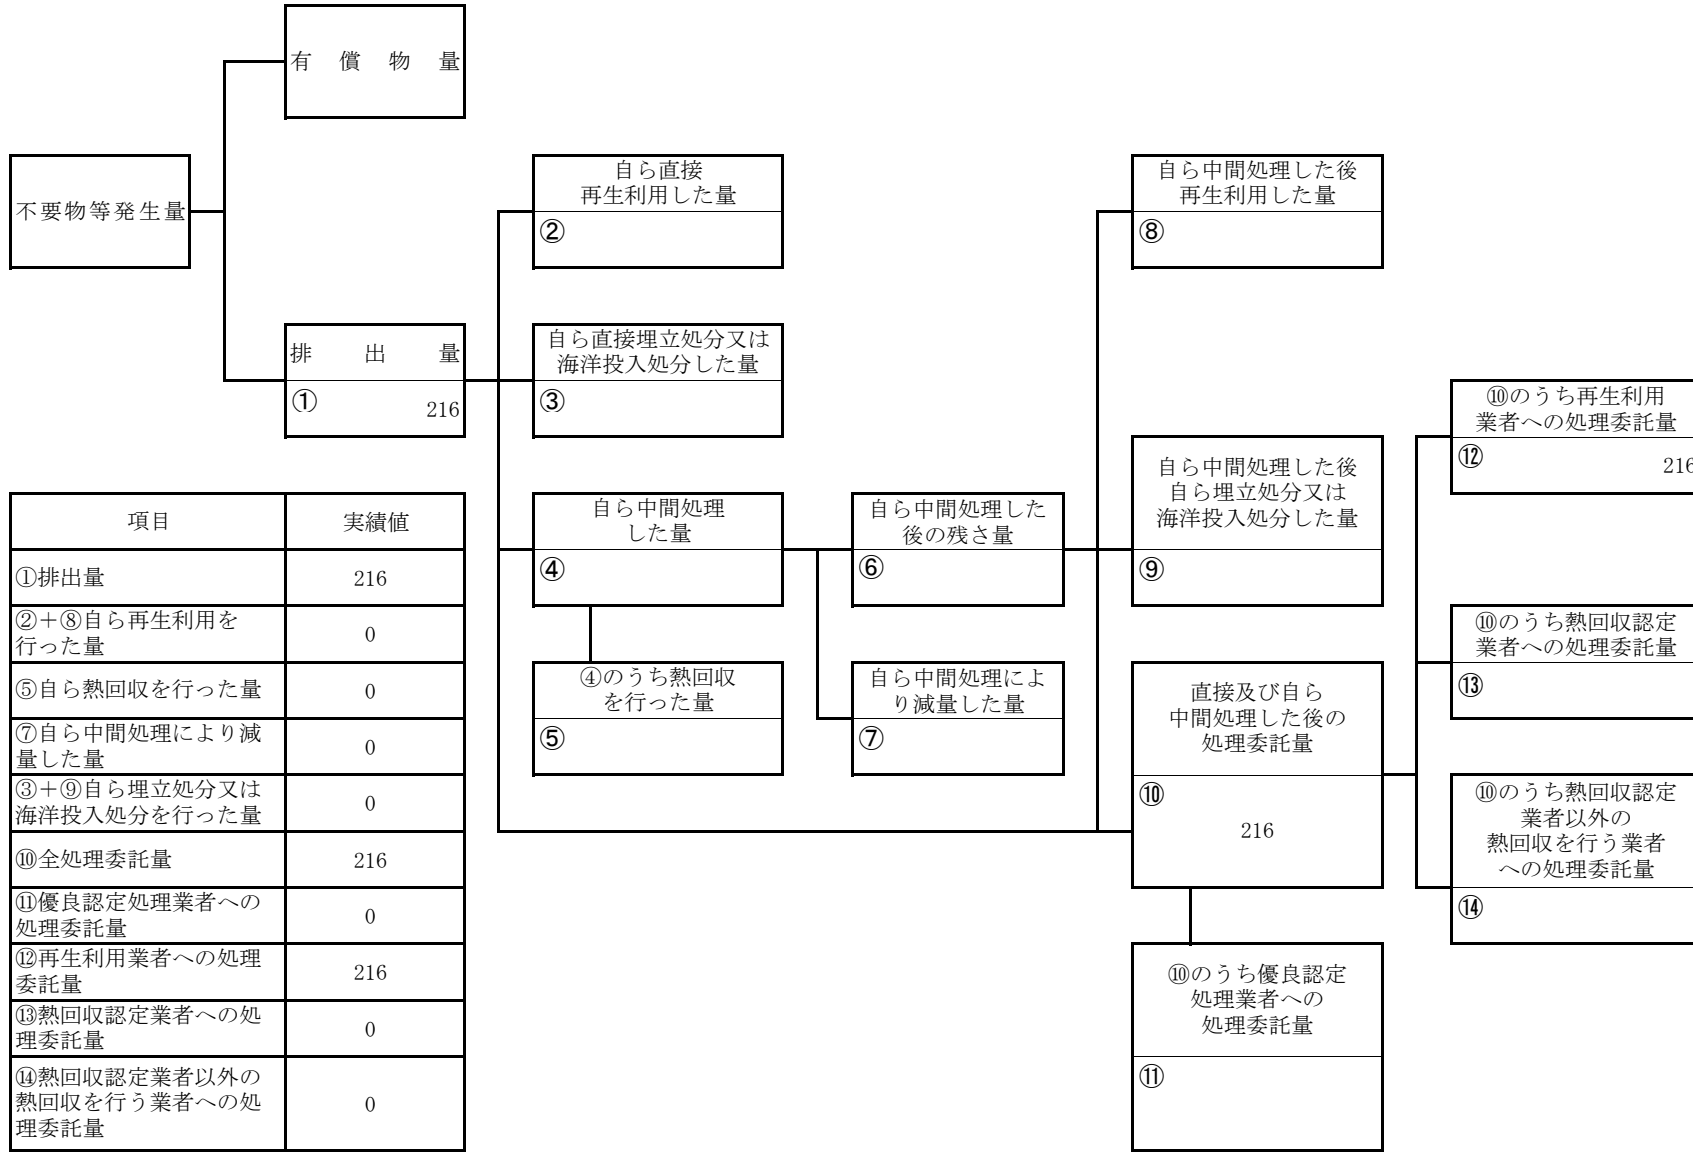 有償物量
不要物等発生量
排出量
①
216
自ら直接
再生利用した量
②
自ら直接埋立処分又は
海洋投入処分した量
③
自ら中間処理
した量
④
④のうち熱回収
を行った量
⑤
自ら中間処理した
後の残さ量
⑥
自ら中間処理によ
り減量した量
⑦
自ら中間処理した後
再生利用した量
⑧
自ら中間処理した後
自ら埋立処分又は
海洋投入処分した量
⑨
直接及び自ら
中間処理した後の
処理委託量
⑩
216
⑩のうち優良認定
処理業者への
処理委託量
⑪
⑩のうち再生利用
業者への処理委託量
⑫
216
⑩のうち熱回収認定
業者への処理委託量
⑬
⑩のうち熱回収認定
業者以外の
熱回収を行う業者
への処理委託量
⑭
項目
実績値
①排出量
216
②＋⑧自ら再生利用を
行った量
0
⑤自ら熱回収を行った量
0
⑦自ら中間処理により減
量した量
0
③＋⑨自ら埋立処分又は
海洋投入処分を行った量
0
⑩全処理委託量
216
⑪優良認定処理業者への
処理委託量
0
⑫再生利用業者への処理
委託量
216
⑬熱回収認定業者への処
理委託量
0
⑭熱回収認定業者以外の
熱回収を行う業者への処
理委託量
0